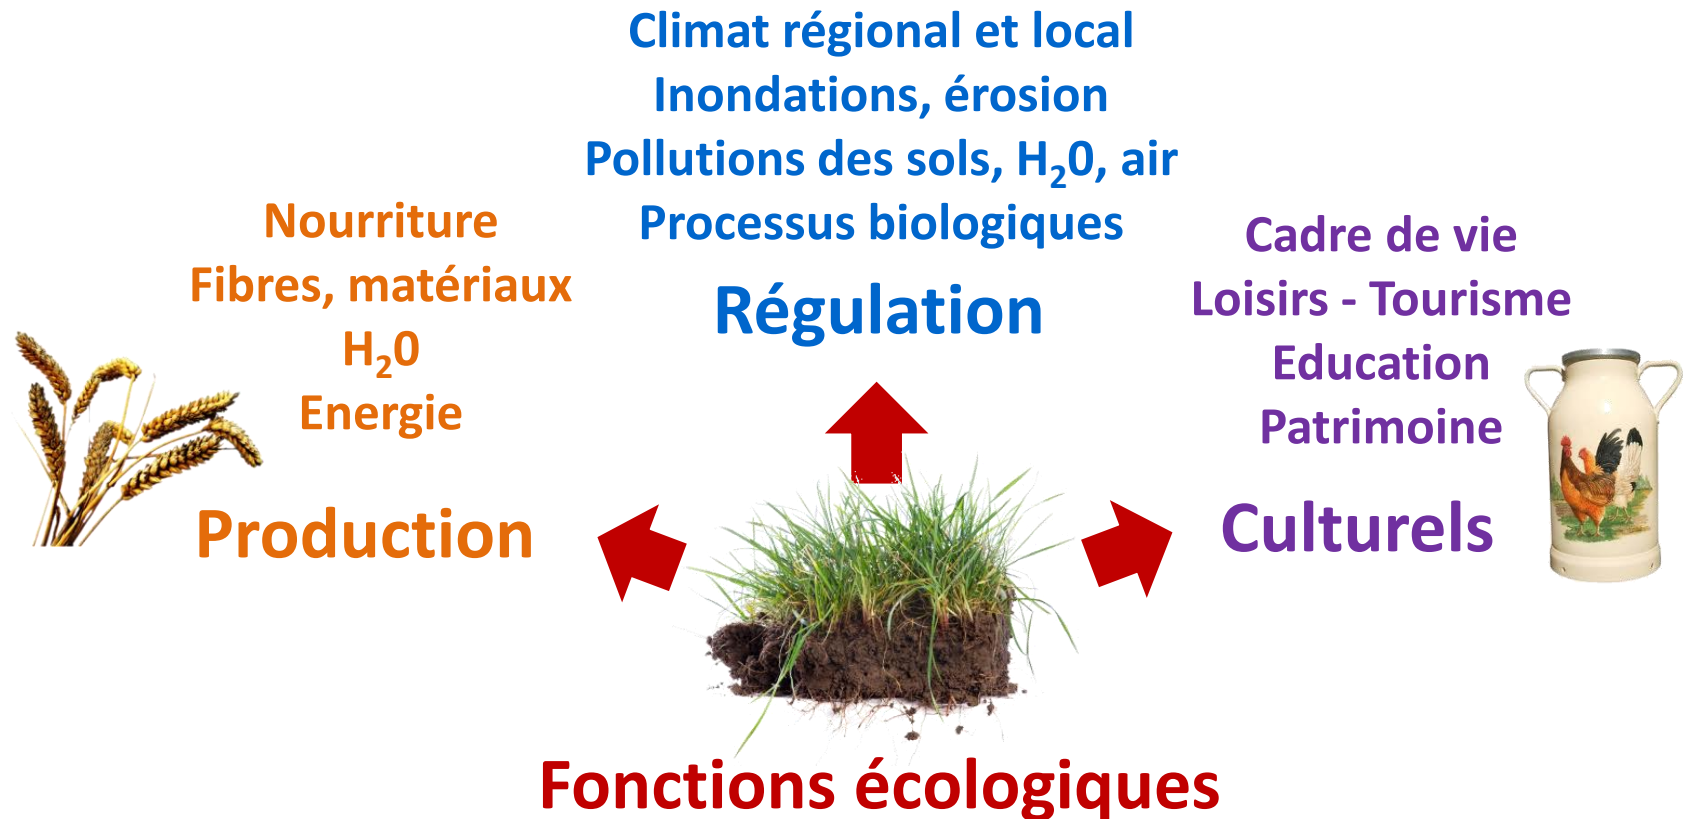 Climat régional et local
Inondations, érosion
Pollutions des sols, H₂0, air
Processus biologiques
Régulation
Nourriture
Fibres, matériaux
H₂0
Energie
Production
Cadre de vie
Loisirs - Tourisme
Education
Patrimoine
Culturels
Fonctions écologiques